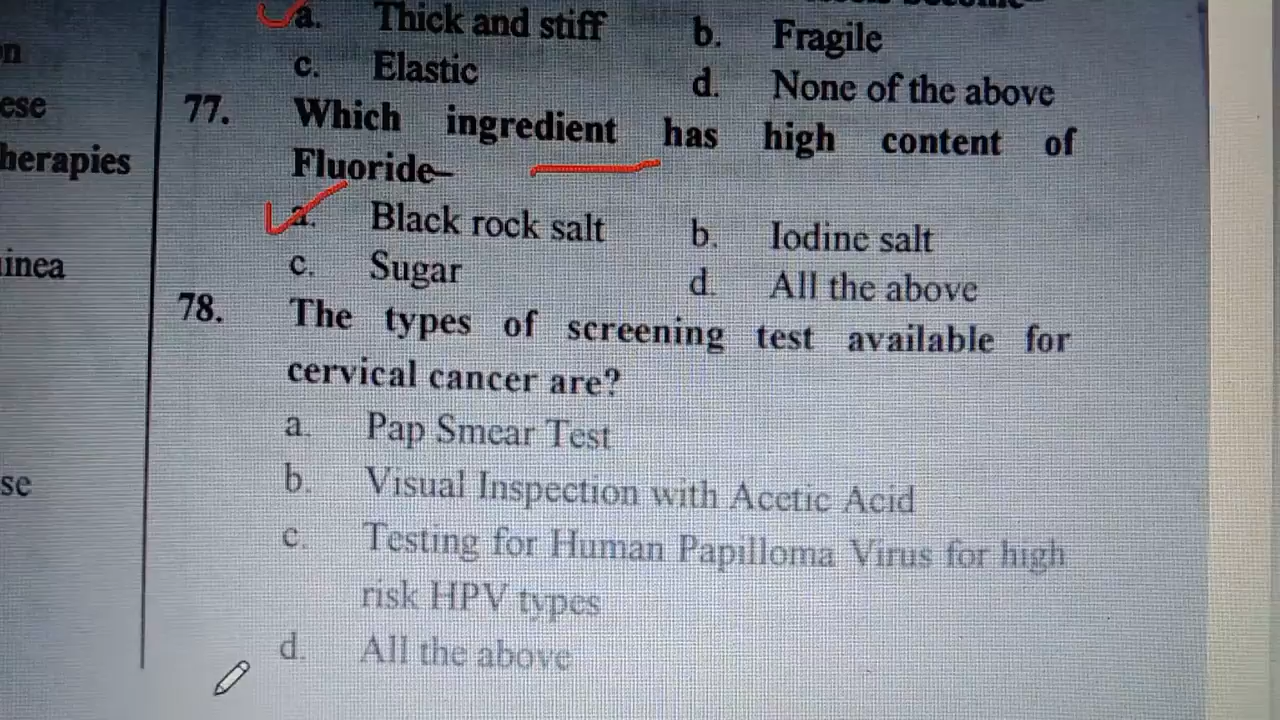 a. Thick and stiff b. Fragile
c. Elastic d. None of the above
77. Which ingredient has high content of
Fluoride–
a. Black rock salt b. Iodine salt
c. Sugar d. All the above
78. The types of screening test available for
cervical cancer are?
a. Pap Smear Test
b. Visual Inspection with Acetic Acid
c. Testing for Human Papilloma Virus for high
risk HPV types
d. All the above
n
ese
herapies
inea
se